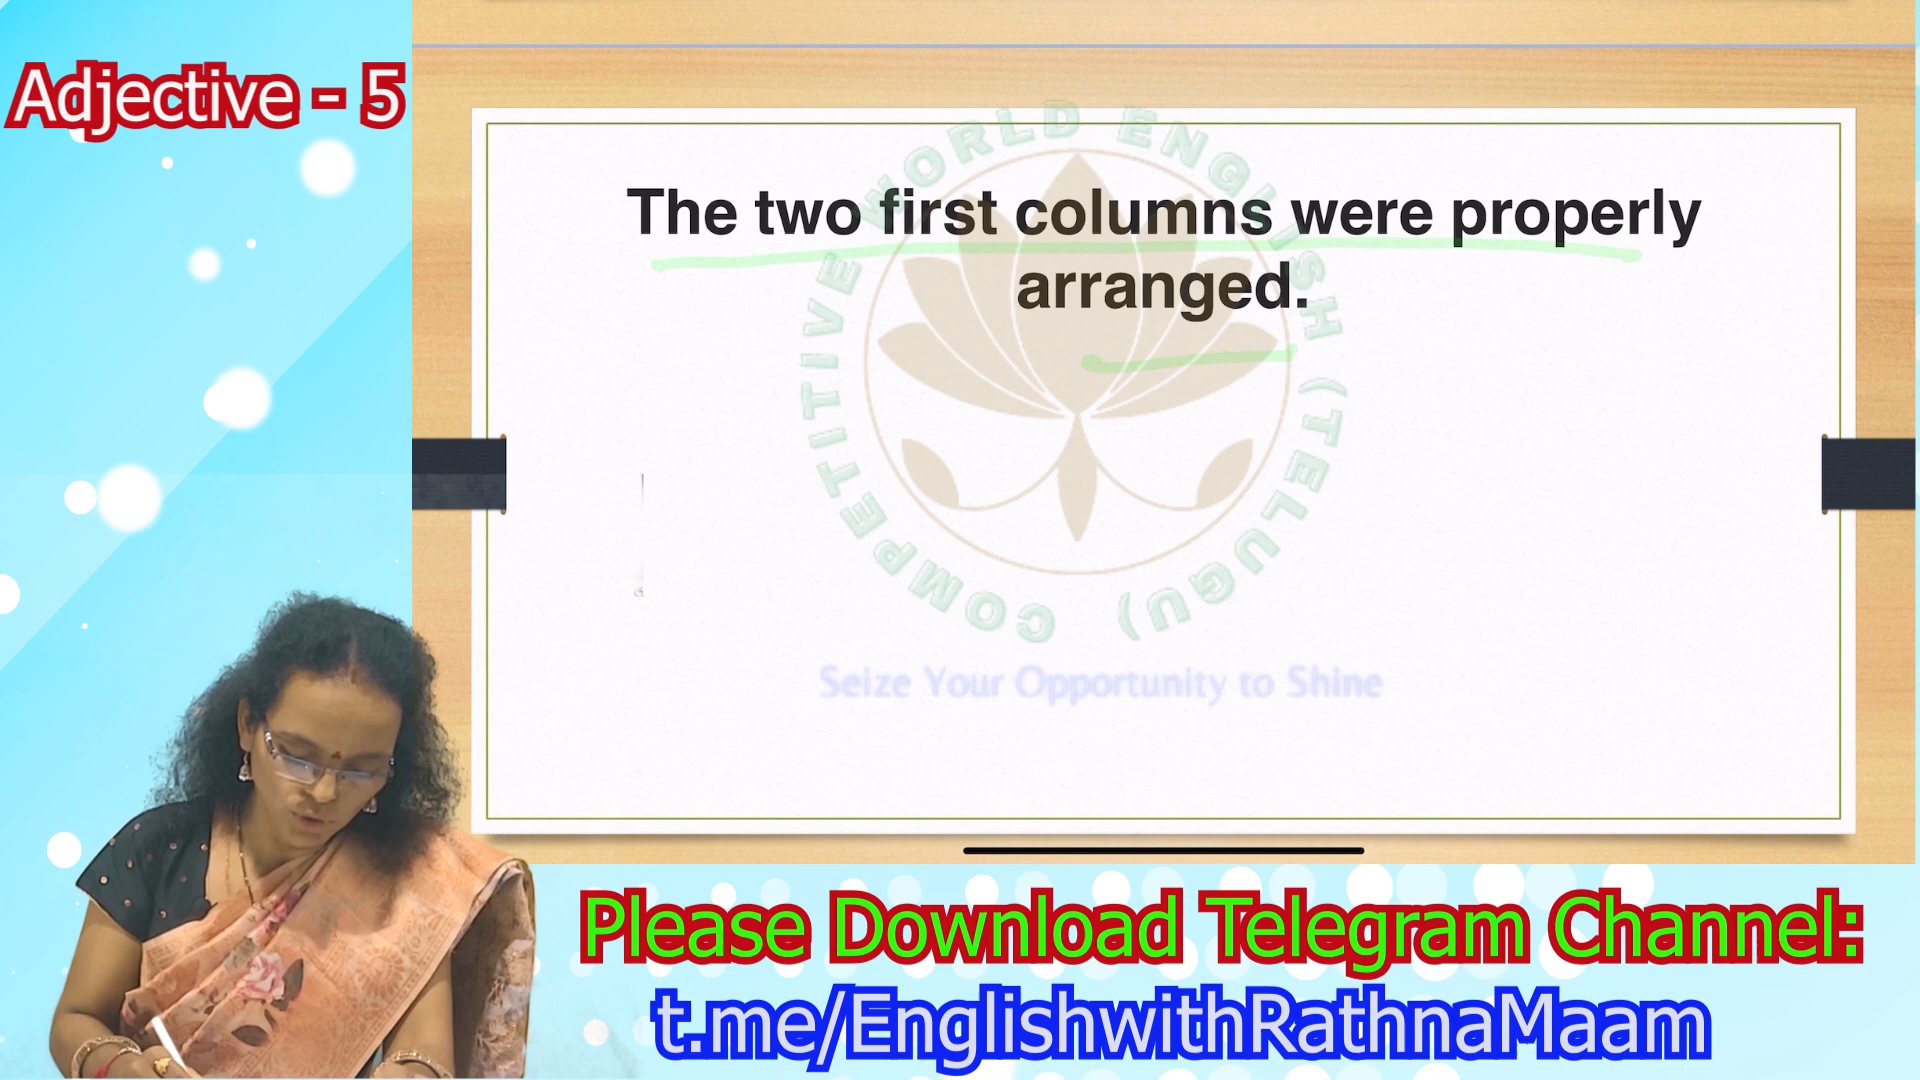 Adjective - 5
The two first columns were properly
arranged.
COMPETITIVE WORLD ENGLISH (TELUGU)
Seize Your Opportunity to Shine
Please Download Telegram Channel:
t.me/EnglishwithRathnaMaam